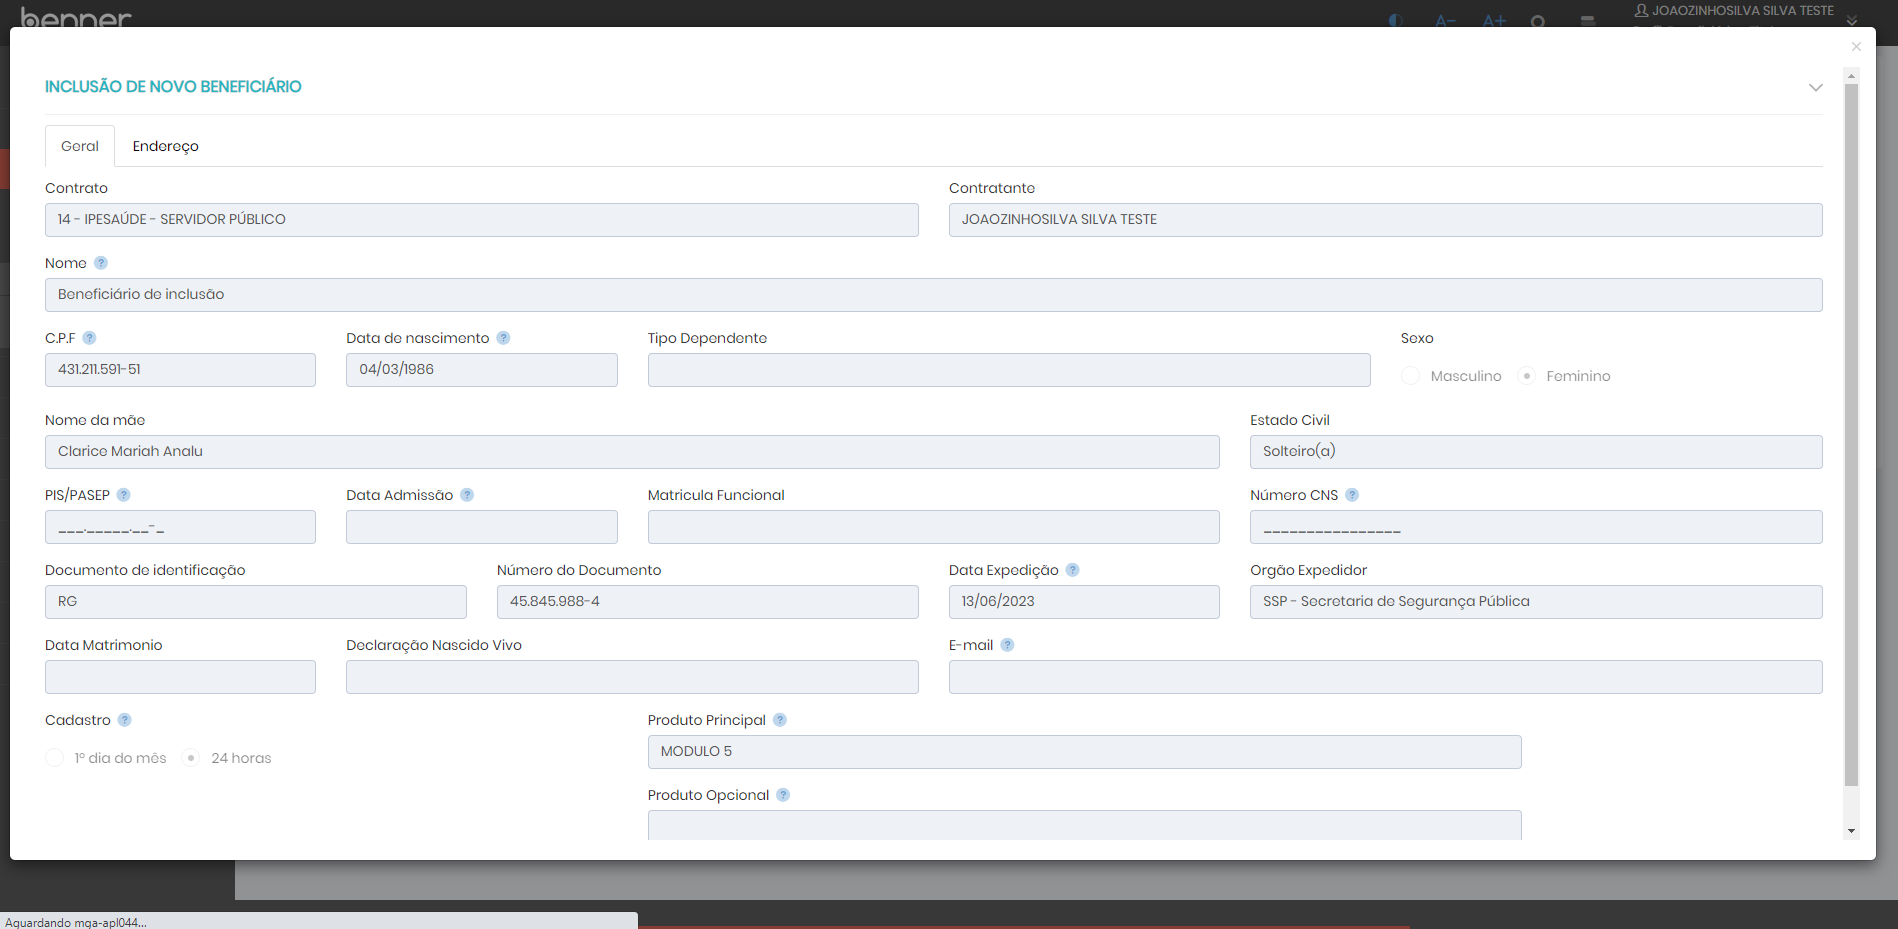 benner
A- A+
JOAOZINHOSILVA SILVA TESTE
×
INCLUSÃO DE NOVO BENEFICIÁRIO
Geral Endereço
Contrato Contratante
14 - IPESAÚDE - SERVIDOR PÚBLICO JOAOZINHOSILVA SILVA TESTE
Nome ?
Beneficiário de inclusão
C.P.F ? Data de nascimento ? Tipo Dependente Sexo
431.211.591-51 04/03/1986 Masculino Feminino
Nome da mãe Estado Civil
Clarice Mariah Analu Solteiro(a)
PIS/PASEP ? Data Admissão ? Matricula Funcional Número CNS ?
___._____.__-_ _______________
Documento de identificação Número do Documento Data Expedição ? Orgão Expedidor
RG 45.845.988-4 13/06/2023 SSP - Secretaria de Segurança Pública
Data Matrimonio Declaração Nascido Vivo E-mail ?
Cadastro ? Produto Principal ?
1º dia do mês 24 horas MODULO 5
Produto Opcional ?
Aguardando mga-apl044...